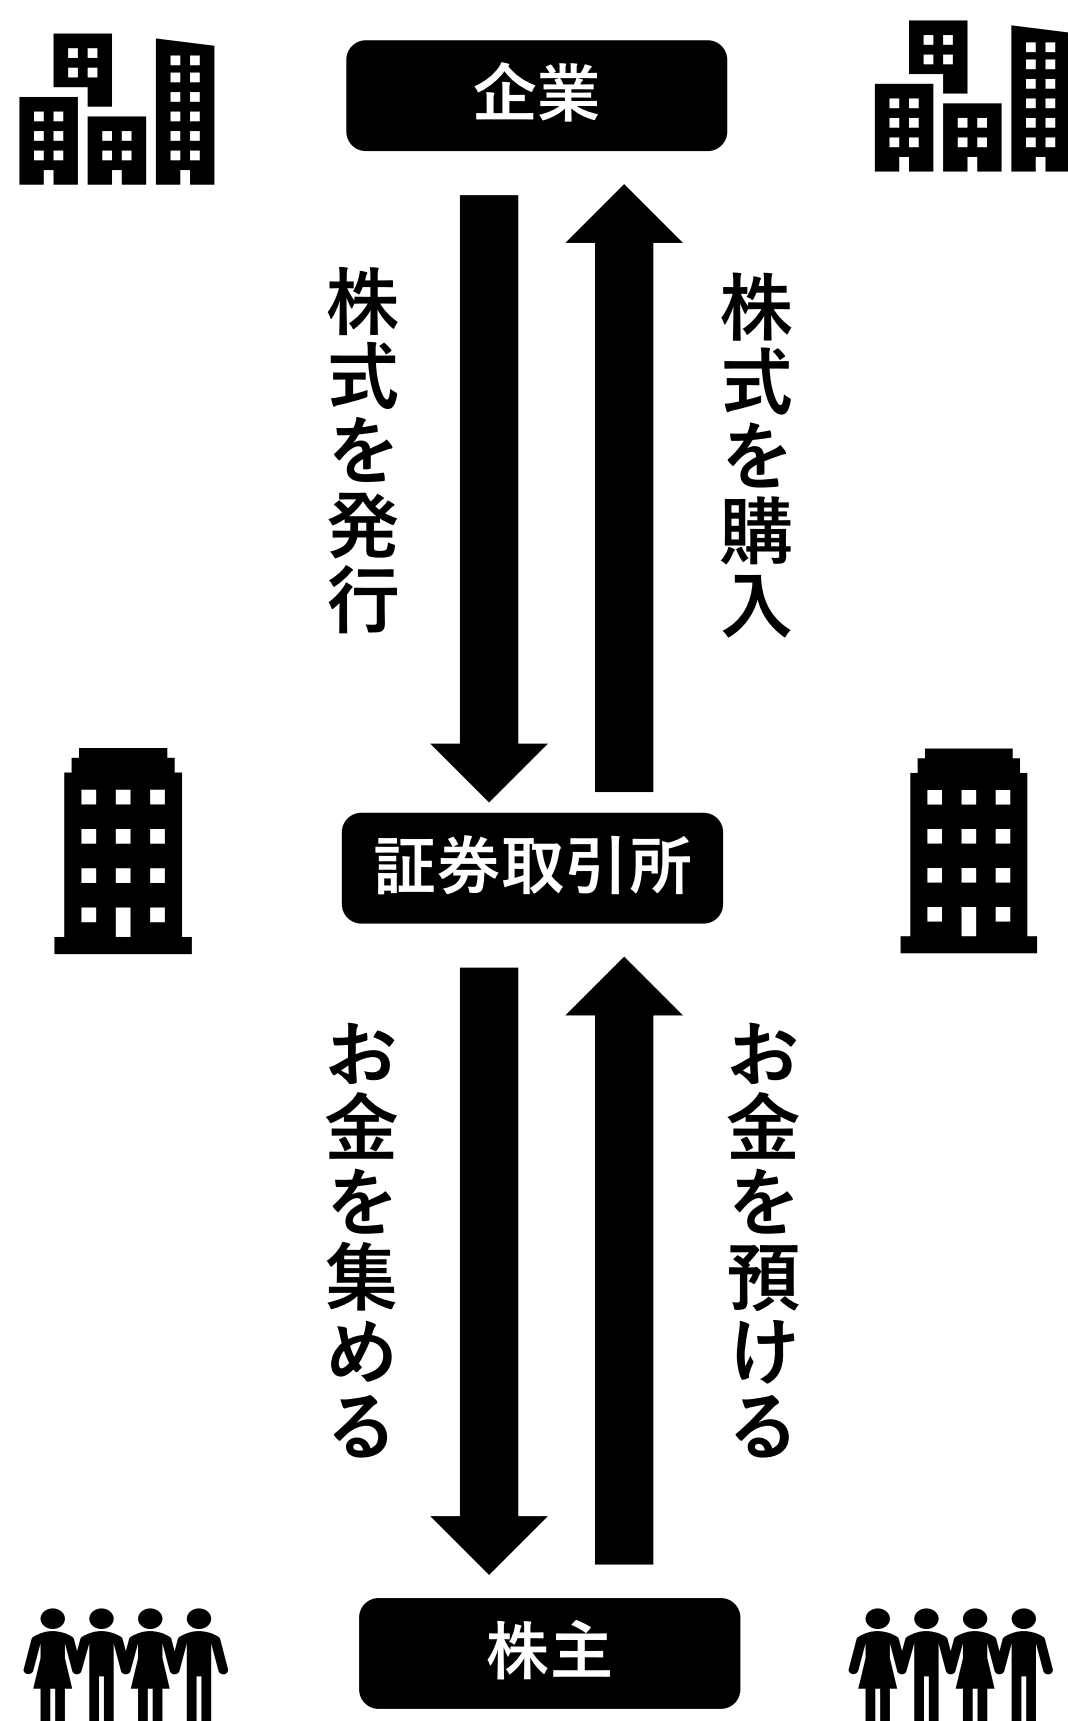 企業
株式を発行
株式を購入
証券取引所
お金を集める
お金を預ける
株主